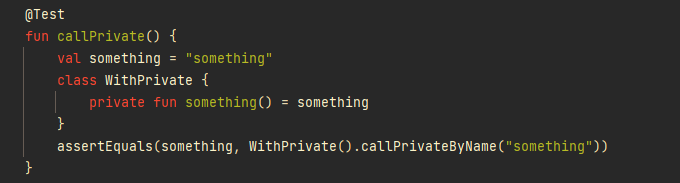 @Test
fun callPrivate() {
    val something = "something"
    class WithPrivate {
        private fun something() = something
    }
    assertEquals(something, WithPrivate().callPrivateByName("something"))
}